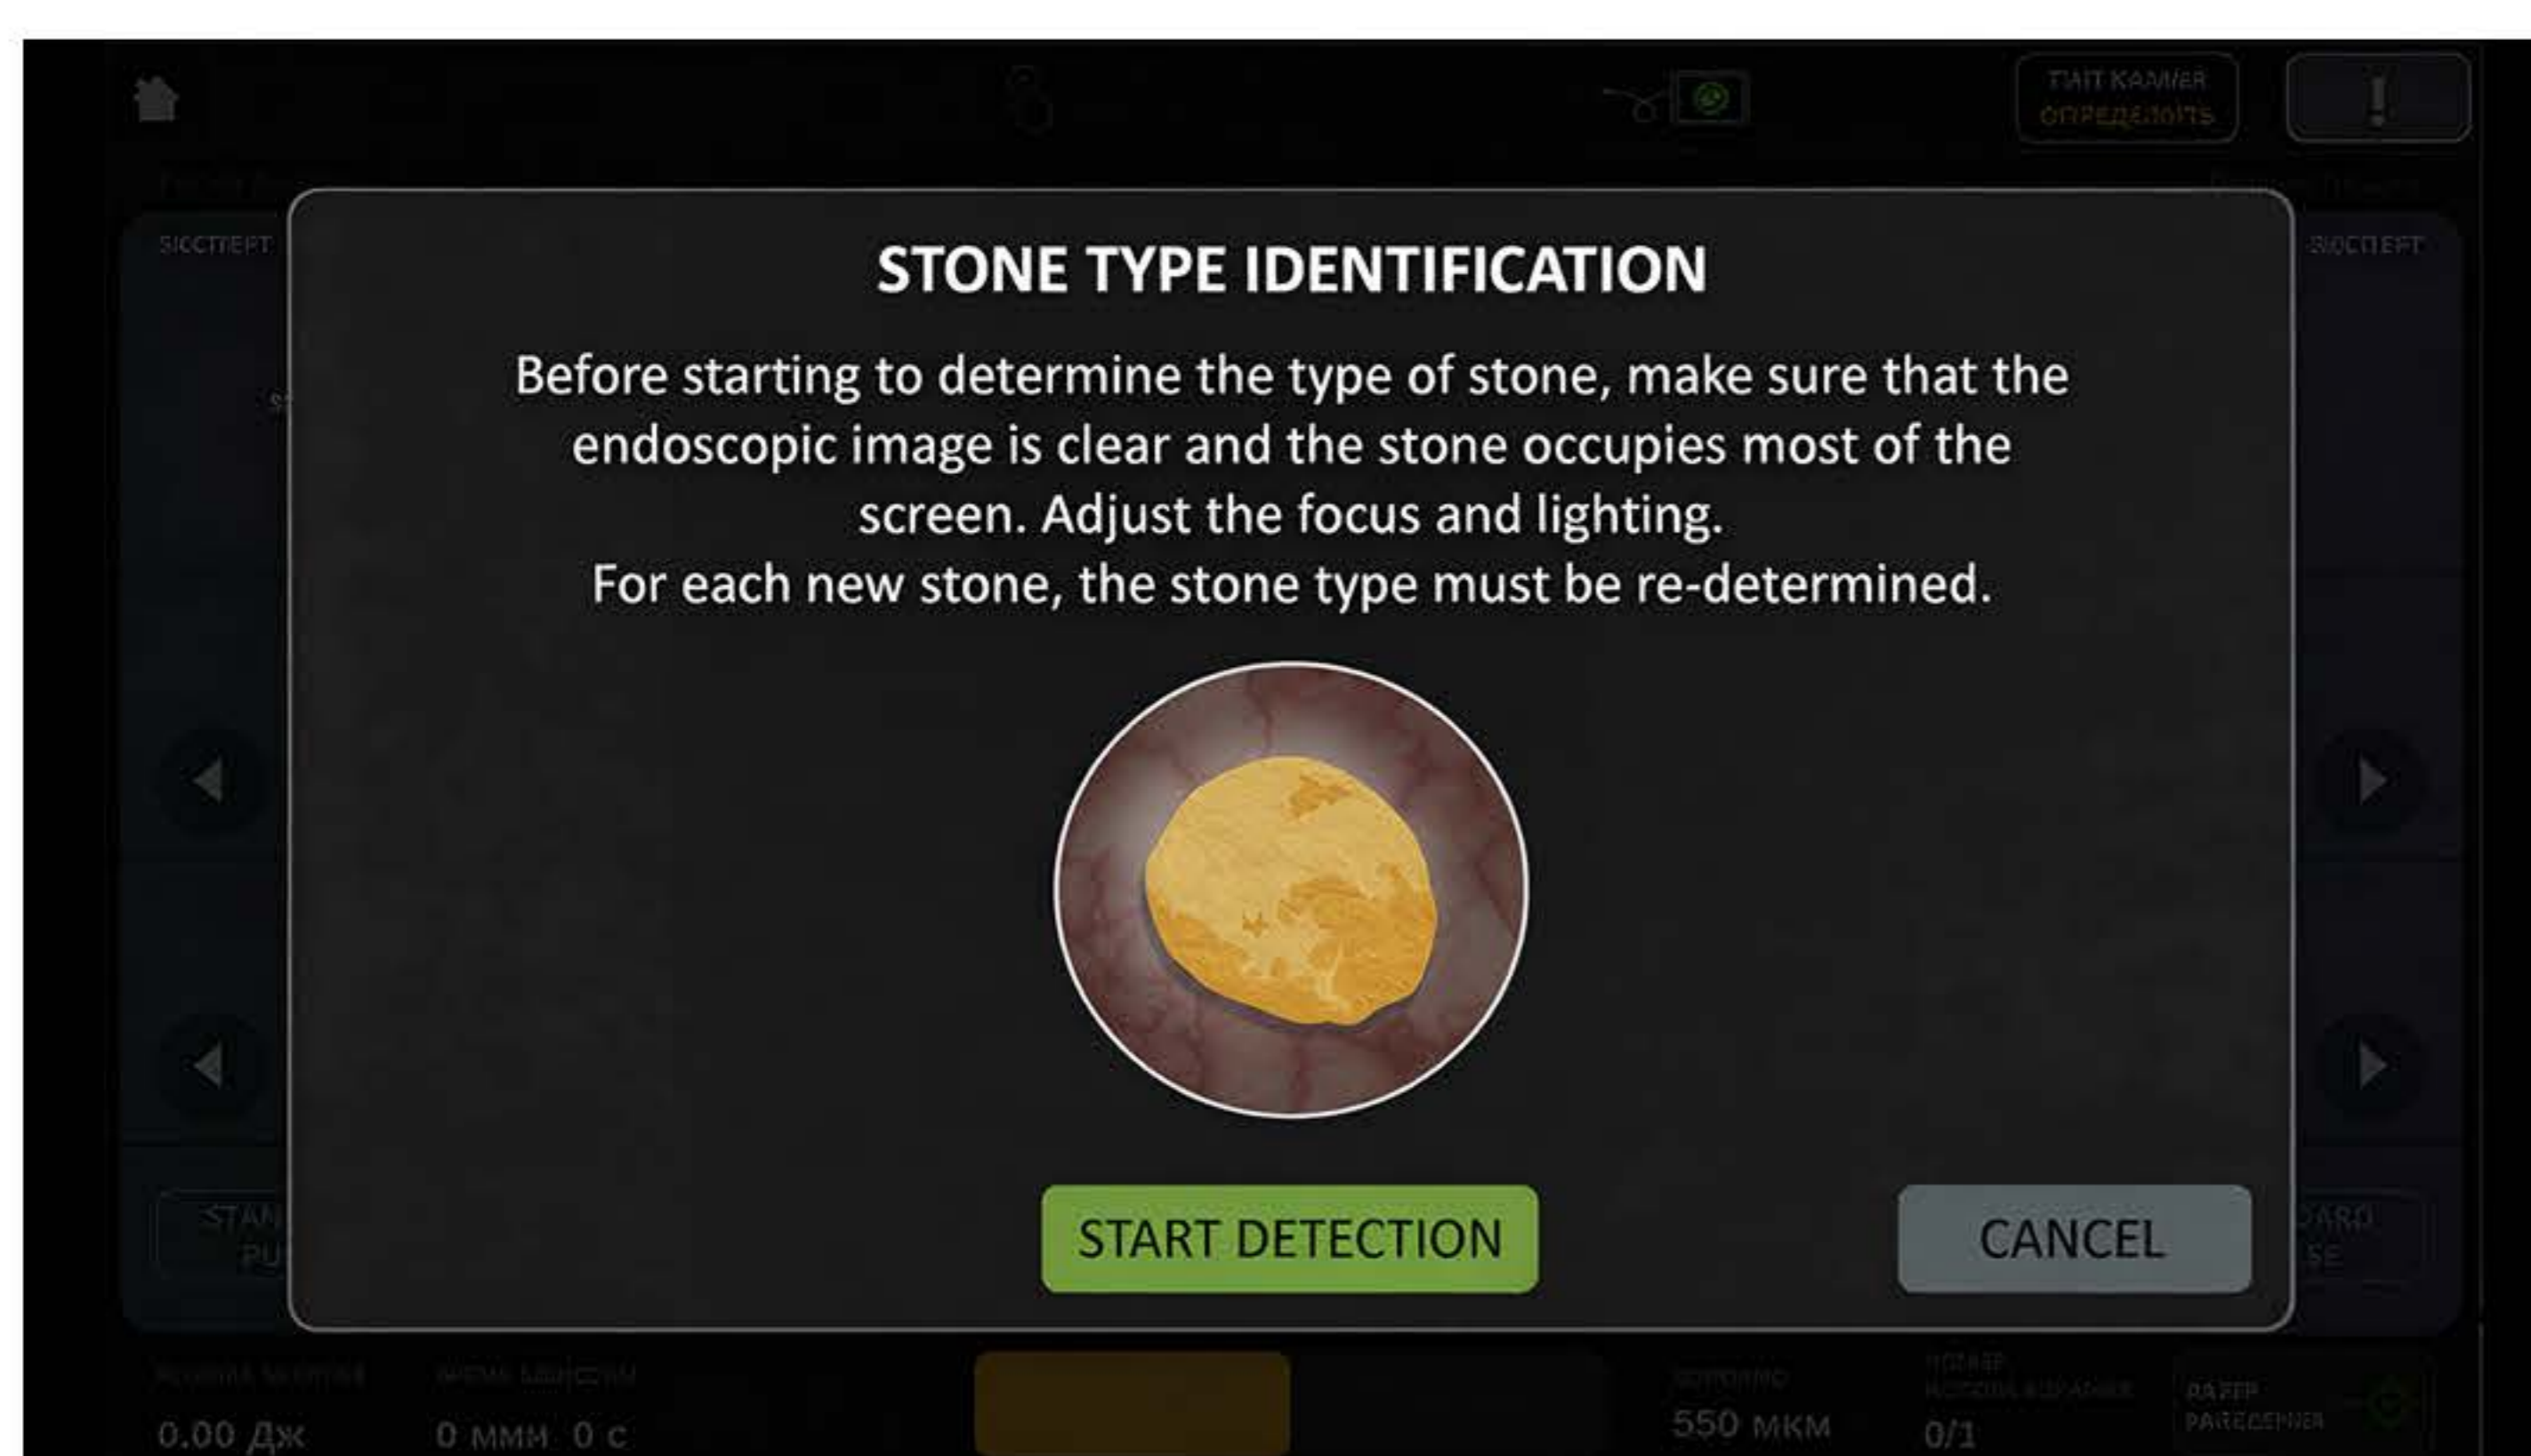 STONE TYPE IDENTIFICATION
Before starting to determine the type of stone, make sure that the
endoscopic image is clear and the stone occupies most of the
screen. Adjust the focus and lighting.
For each new stone, the stone type must be re-determined.
START DETECTION
CANCEL
0.00 Дж
0 ммн 0 с
550 мкм
0/1